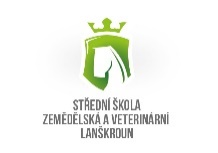 STŘEDNÍ ŠKOLA
ZEMĚDĚLSKÁ A VETERINÁRNÍ
LANŠKROUN